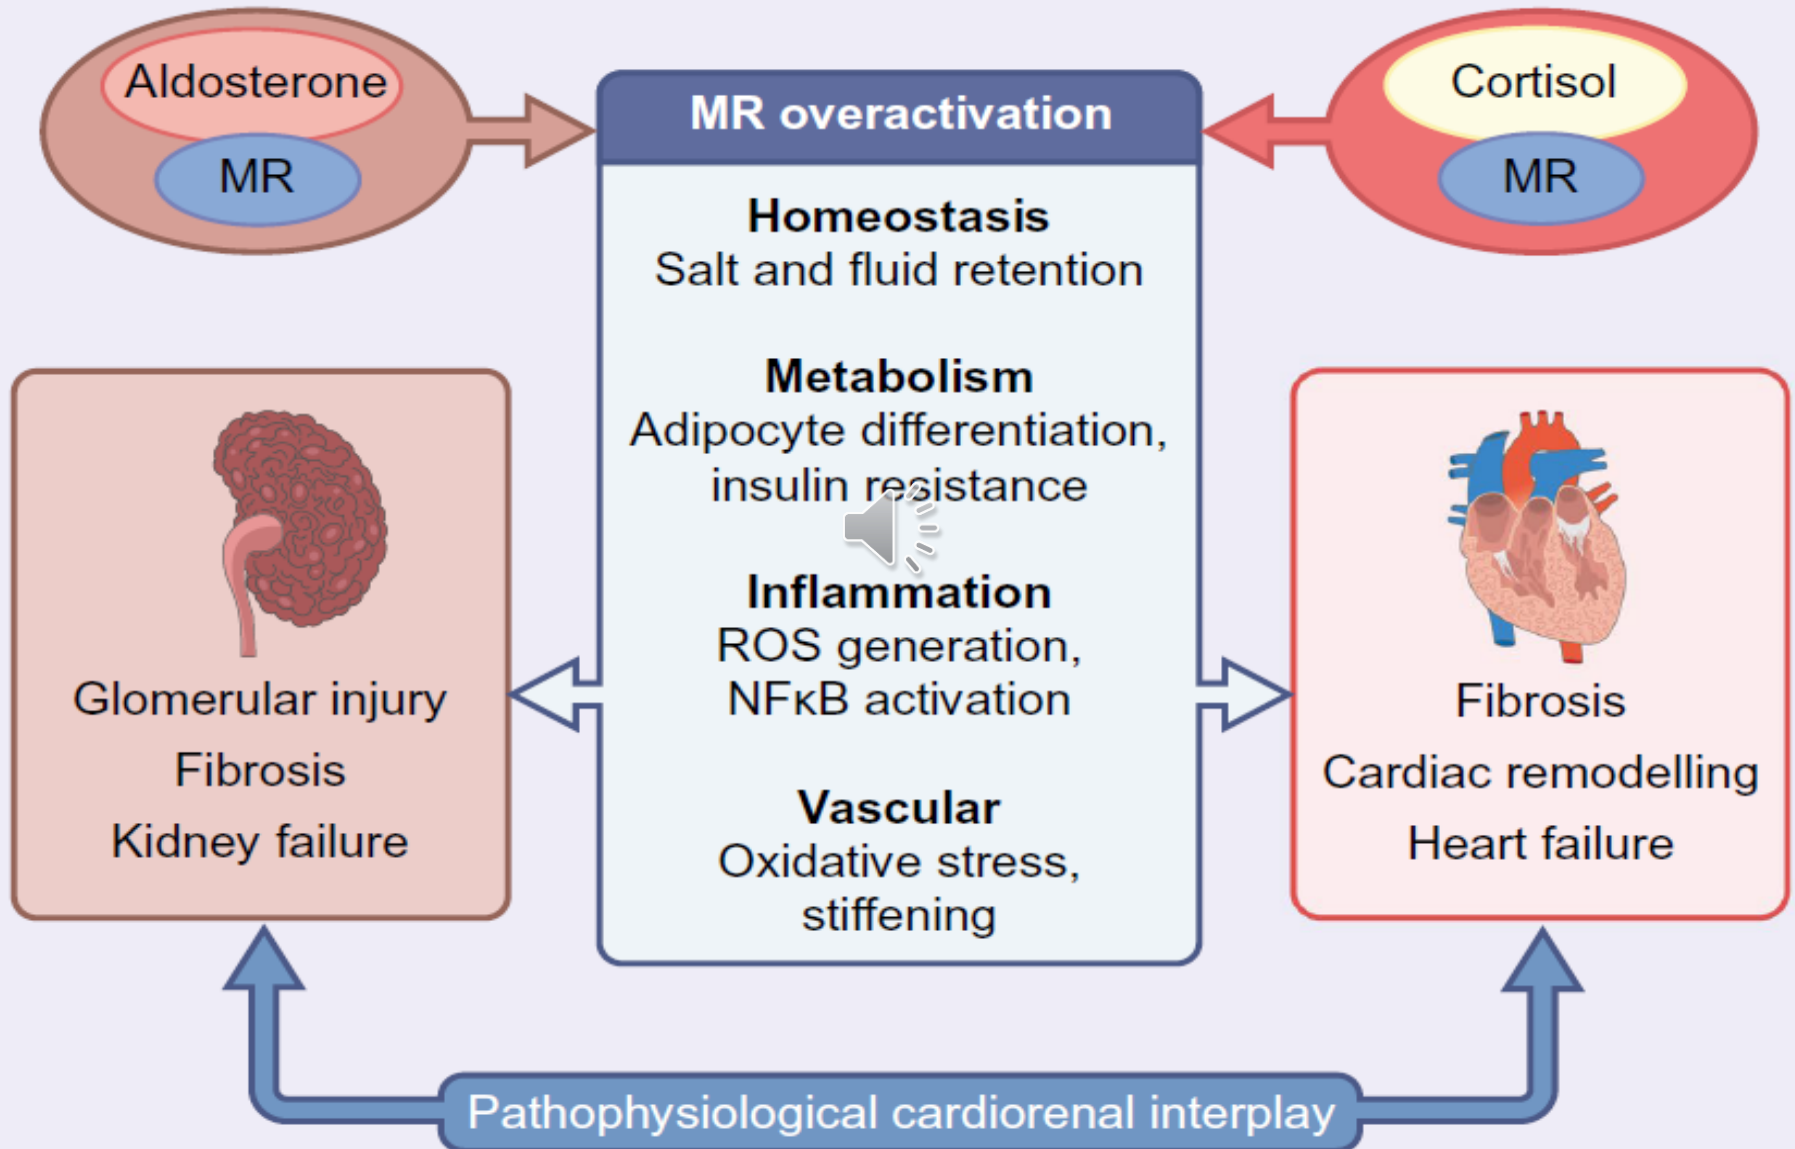 Aldosterone
MR
MR overactivation
Cortisol
MR
Homeostasis
Salt and fluid retention
Metabolism
Adipocyte differentiation,
insulin resistance
Inflammation
ROS generation,
NFκB activation
Vascular
Oxidative stress,
stiffening
Glomerular injury
Fibrosis
Kidney failure
Fibrosis
Cardiac remodelling
Heart failure
Pathophysiological cardiorenal interplay